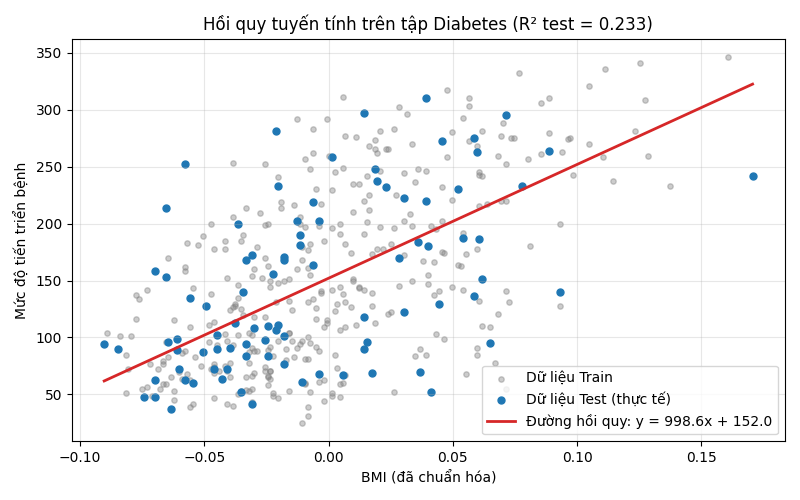 Hồi quy tuyến tính trên tập Diabetes (R² test = 0.233)
Mức độ tiến triển bệnh
350
300
250
200
150
100
50
Dữ liệu Train
Dữ liệu Test (thực tế)
Đường hồi quy: y = 998.6x + 152.0
−0.10
−0.05
0.00
0.05
0.10
0.15
BMI (đã chuẩn hóa)